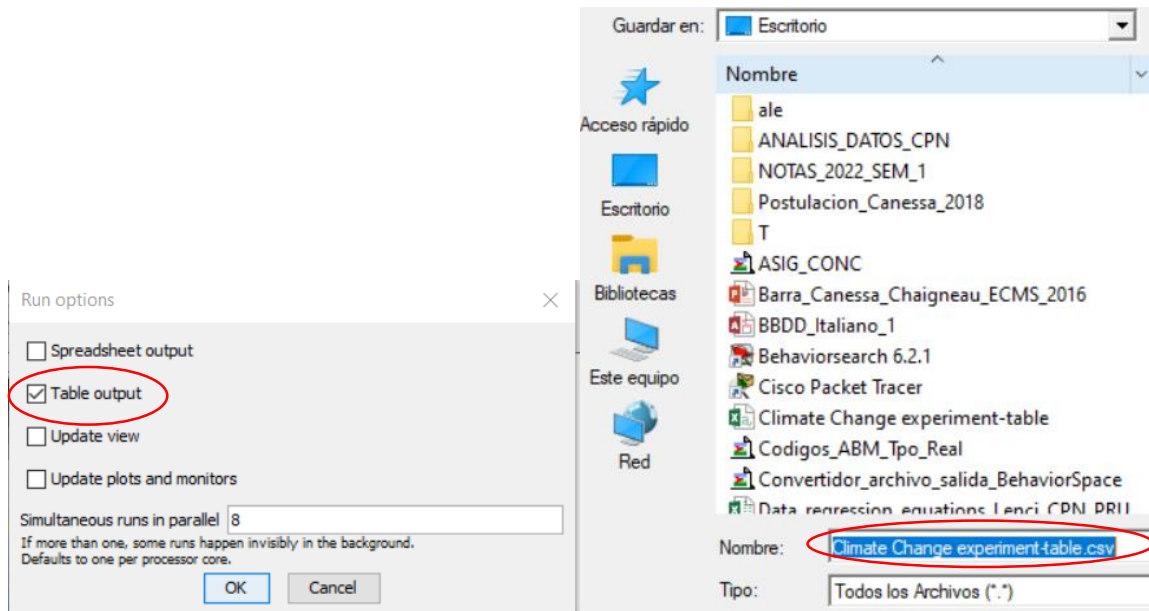 Run options
Spreadsheet output
Table output
Update view
Update plots and monitors
Simultaneous runs in parallel 8
If more than one, some runs happen invisibly in the background.
Defaults to one per processor core.
OK Cancel
Guardar en: Escritorio
Acceso rápido
Escritorio
Bibliotecas
Este equipo
Red
Nombre
ale
ANALISIS_DATOS_CPN
NOTAS_2022_SEM_1
Postulacion_Canessa_2018
T
ASIG_CONC
Barra_Canessa_Chaigneau_ECMS_2016
BBDD_Italiano_1
Behaviorsearch 6.2.1
Cisco Packet Tracer
Climate Change experiment-table
Codigos_ABM_Tpo_Real
Convertidor_archivo_salida_BehaviorSpace
Data_regression_equations_Lenci_CPN_PRU
Nombre: Climate Change experiment-table.csv
Tipo: Todos los Archivos (*.*)